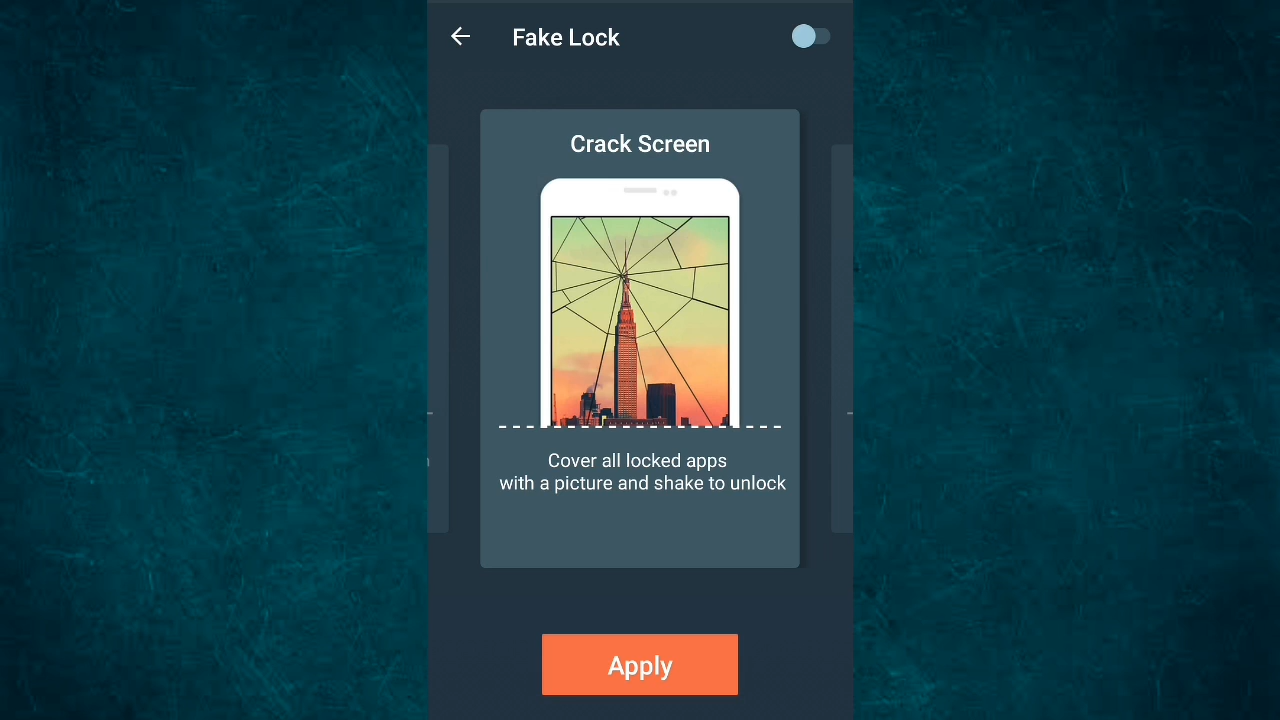 Fake Lock
Crack Screen
Cover all locked apps
with a picture and shake to unlock
Apply